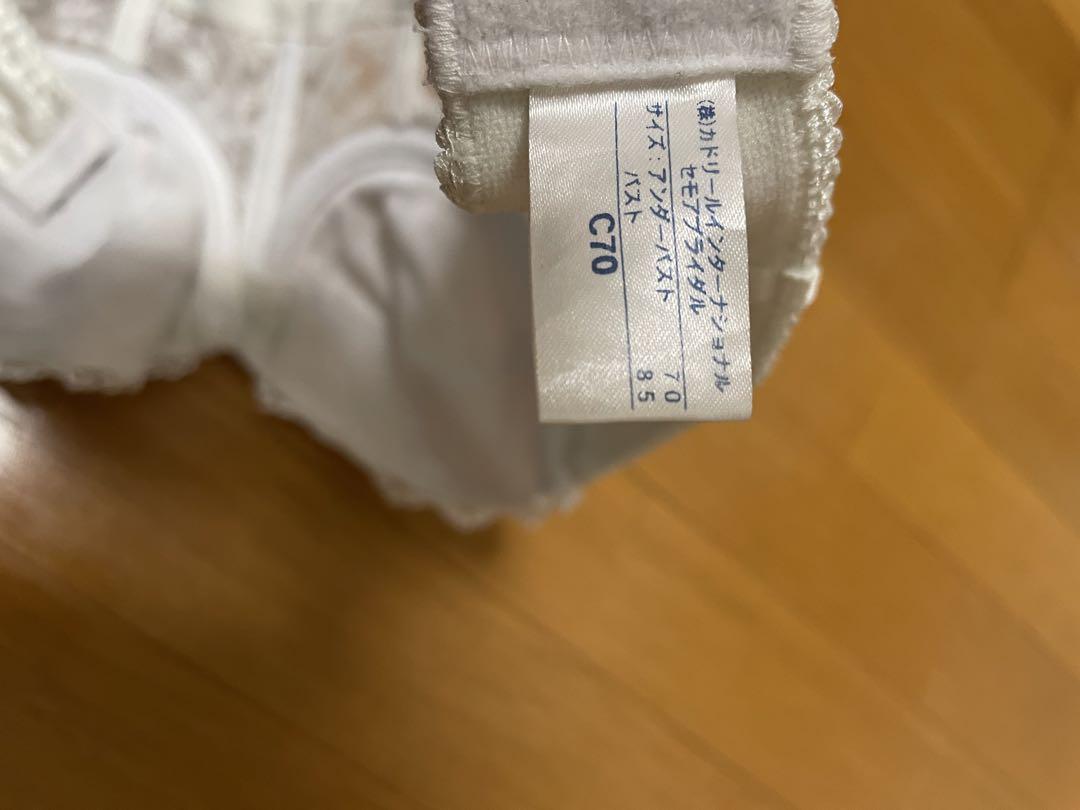 (株)カドリールインターナショナル
セモアブライダル
サイズ:アンダーバスト 70
バスト 85
C70